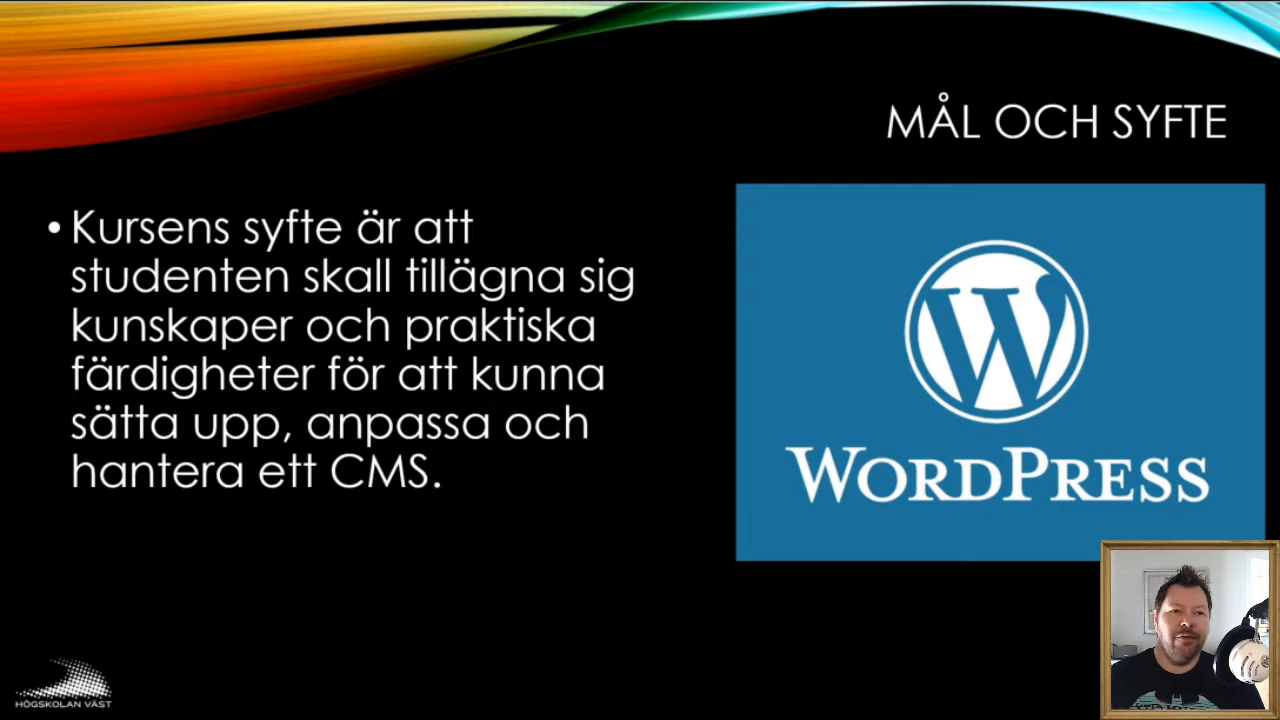 MÅL OCH SYFTE
• Kursens syfte är att
studenten skall tillägna sig
kunskaper och praktiska
färdigheter för att kunna
sätta upp, anpassa och
hantera ett CMS.
W
WORDPRESS
HÖGSKOLAN VÄST